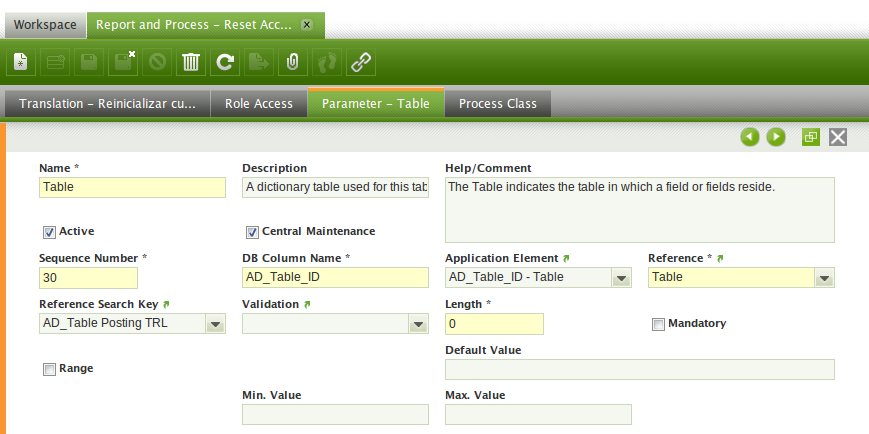 Workspace
Report and Process - Reset Acc...
Translation - Reinicializar cu...
Role Access
Parameter - Table
Process Class
Name *
Description
Help/Comment
Table
A dictionary table used for this tab
The Table indicates the table in which a field or fields reside.
Active
Central Maintenance
Sequence Number *
DB Column Name *
Application Element
Reference *
30
AD_Table_ID
AD_Table_ID - Table
Table
Reference Search Key
Validation
Length *
AD_Table Posting TRL
0
Mandatory
Default Value
Range
Min. Value
Max. Value